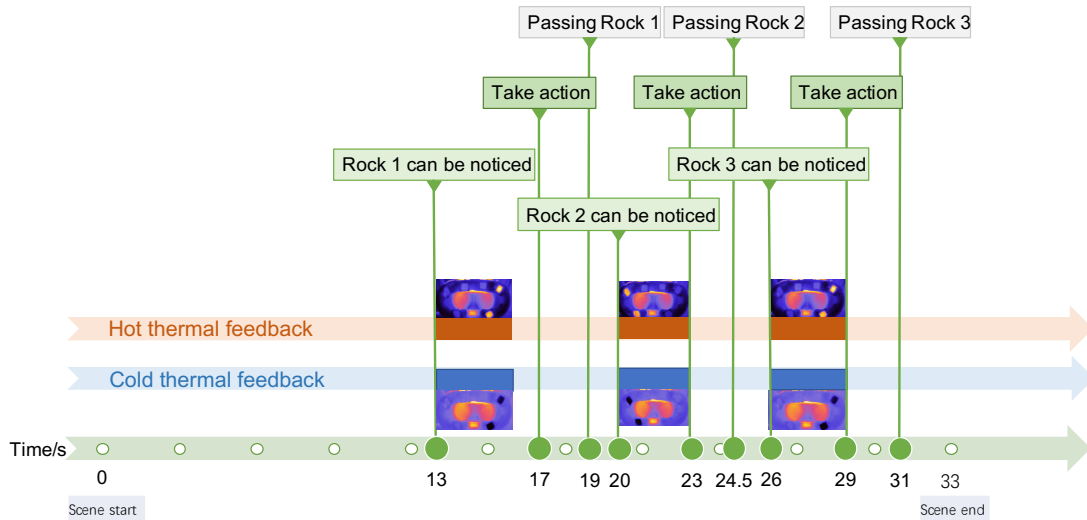 Passing Rock 1
Passing Rock 2
Passing Rock 3
Take action
Take action
Take action
Rock 1 can be noticed
Rock 3 can be noticed
Rock 2 can be noticed
Hot thermal feedback
Cold thermal feedback
Time/s
0
13
17
19
20
23
24.5
26
29
31
33
Scene start
Scene end